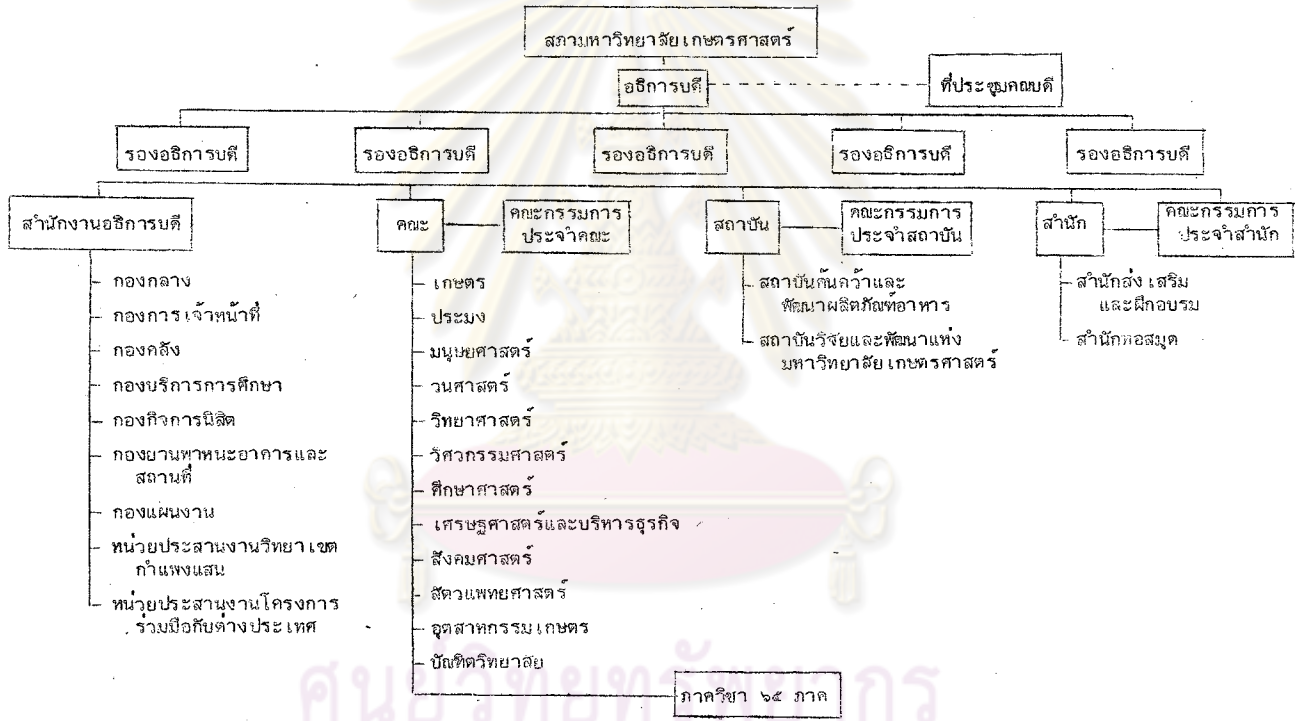 สภามหาวิทยาลัยเกษตรศาสตร์
อธิการบดี
ที่ประชุมคณบดี
รองอธิการบดี
รองอธิการบดี
รองอธิการบดี
รองอธิการบดี
รองอธิการบดี
สำนักงานอธิการบดี
กองกลาง
กองการเจ้าหน้าที่
กองคลัง
กองบริการการศึกษา
กองกิจการนิสิต
กองยานพาหนะอาคารและ
สถานที่
กองแผนงาน
หน่วยประสานงานวิทยาเขต
กำแพงแสน
หน่วยประสานงานโครงการ
ร่วมมือกับต่างประเทศ
คณะ
คณะกรรมการ
ประจำคณะ
เกษตร
ประมง
มนุษยศาสตร์
วนศาสตร์
วิทยาศาสตร์
วิศวกรรมศาสตร์
ศึกษาศาสตร์
เศรษฐศาสตร์และบริหารธุรกิจ
สังคมศาสตร์
สัตวแพทยศาสตร์
อุตสาหกรรมเกษตร
บัณฑิตวิทยาลัย
ภาควิชา ๖๕ ภาค
สถาบัน
คณะกรรมการ
ประจำสถาบัน
สถาบันค้นคว้าและ
พัฒนาผลิตภัณฑ์อาหาร
สถาบันวิจัยและพัฒนาแห่ง
มหาวิทยาลัยเกษตรศาสตร์
สำนัก
คณะกรรมการ
ประจำสำนัก
สำนักส่งเสริม
และฝึกอบรม
สำนักหอสมุด
ศูนย์วิทยทรัพยากร